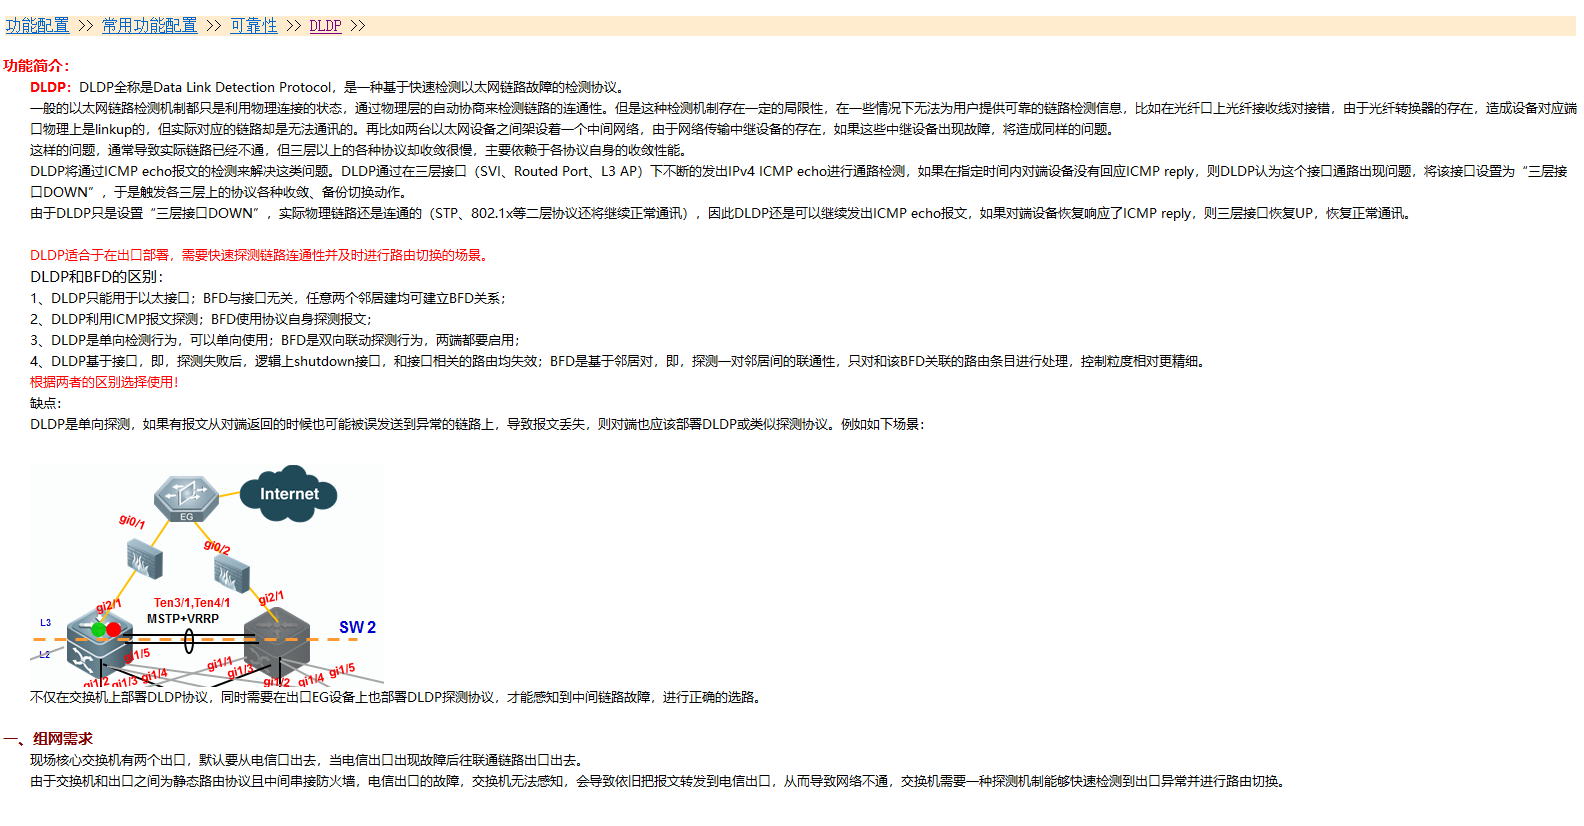 功能配置 >> 常用功能配置 >> 可靠性 >> DLDP >>
功能简介：
DLDP：DLDP全称是Data Link Detection Protocol，是一种基于快速检测以太网链路故障的检测协议。
一般的以太网链路检测机制都只是利用物理连接的状态，通过物理层的自动协商来检测链路的连通性。但是这种检测机制存在一定的局限性，在一些情况下无法为用户提供可靠的链路检测信息，比如在光纤口上光纤接收线对接错，由于光纤转换器的存在，造成设备对应端
口物理上是linkup的，但实际对应的链路却是无法通讯的。再比如两台以太网设备之间架设着一个中间网络，由于网络传输中继设备的存在，如果这些中继设备出现故障，将造成同样的问题。
这样的问题，通常导致实际链路已经不通，但三层以上的各种协议却收敛很慢，主要依赖于各协议自身的收敛性能。
DLDP将通过ICMP echo报文的检测来解决这类问题。DLDP通过在三层接口（SVI、Routed Port、L3 AP）下不断的发出IPv4 ICMP echo进行通路检测，如果在指定时间内对端设备没有回应ICMP reply，则DLDP认为这个接口通路出现问题，将该接口设置为“三层接
口DOWN”，于是触发各三层上的协议各种收敛、备份切换动作。
由于DLDP只是设置“三层接口DOWN”，实际物理链路还是连通的（STP、802.1x等二层协议还将继续正常通讯），因此DLDP还是可以继续发出ICMP echo报文，如果对端设备恢复响应了ICMP reply，则三层接口恢复UP，恢复正常通讯。
DLDP适合于在出口部署，需要快速探测链路连通性并及时进行路由切换的场景。
DLDP和BFD的区别：
1、DLDP只能用于以太接口；BFD与接口无关，任意两个邻居建均可建立BFD关系；
2、DLDP利用ICMP报文探测；BFD使用协议自身探测报文；
3、DLDP是单向检测行为，可以单向使用；BFD是双向联动探测行为，两端都要启用；
4、DLDP基于接口，即，探测失败后，逻辑上shutdown接口，和接口相关的路由均失效；BFD是基于邻居对，即，探测一对邻居间的联通性，只对和该BFD关联的路由条目进行处理，控制粒度相对更精细。
根据两者的区别选择使用！
缺点：
DLDP是单向探测，如果有报文从对端返回的时候也可能被误发送到异常的链路上，导致报文丢失，则对端也应该部署DLDP或类似探测协议。例如如下场景：
Internet
EG
gi0/1
gi0/2
gi2/1
Ten3/1,Ten4/1
gi2/1
MSTP+VRRP
L3
SW 2
L2
gi1/5
gi1/1
gi1/2
gi1/3
gi1/4
gi1/3
gi1/2
gi1/4
gi1/5
不仅在交换机上部署DLDP协议，同时需要在出口EG设备上也部署DLDP探测协议，才能感知到中间链路故障，进行正确的选路。
一、组网需求
现场核心交换机有两个出口，默认要从电信口出去，当电信出口出现故障后往联通链路出口出去。
由于交换机和出口之间为静态路由协议且中间串接防火墙，电信出口的故障，交换机无法感知，会导致依旧把报文转发到电信出口，从而导致网络不通，交换机需要一种探测机制能够快速检测到出口异常并进行路由切换。